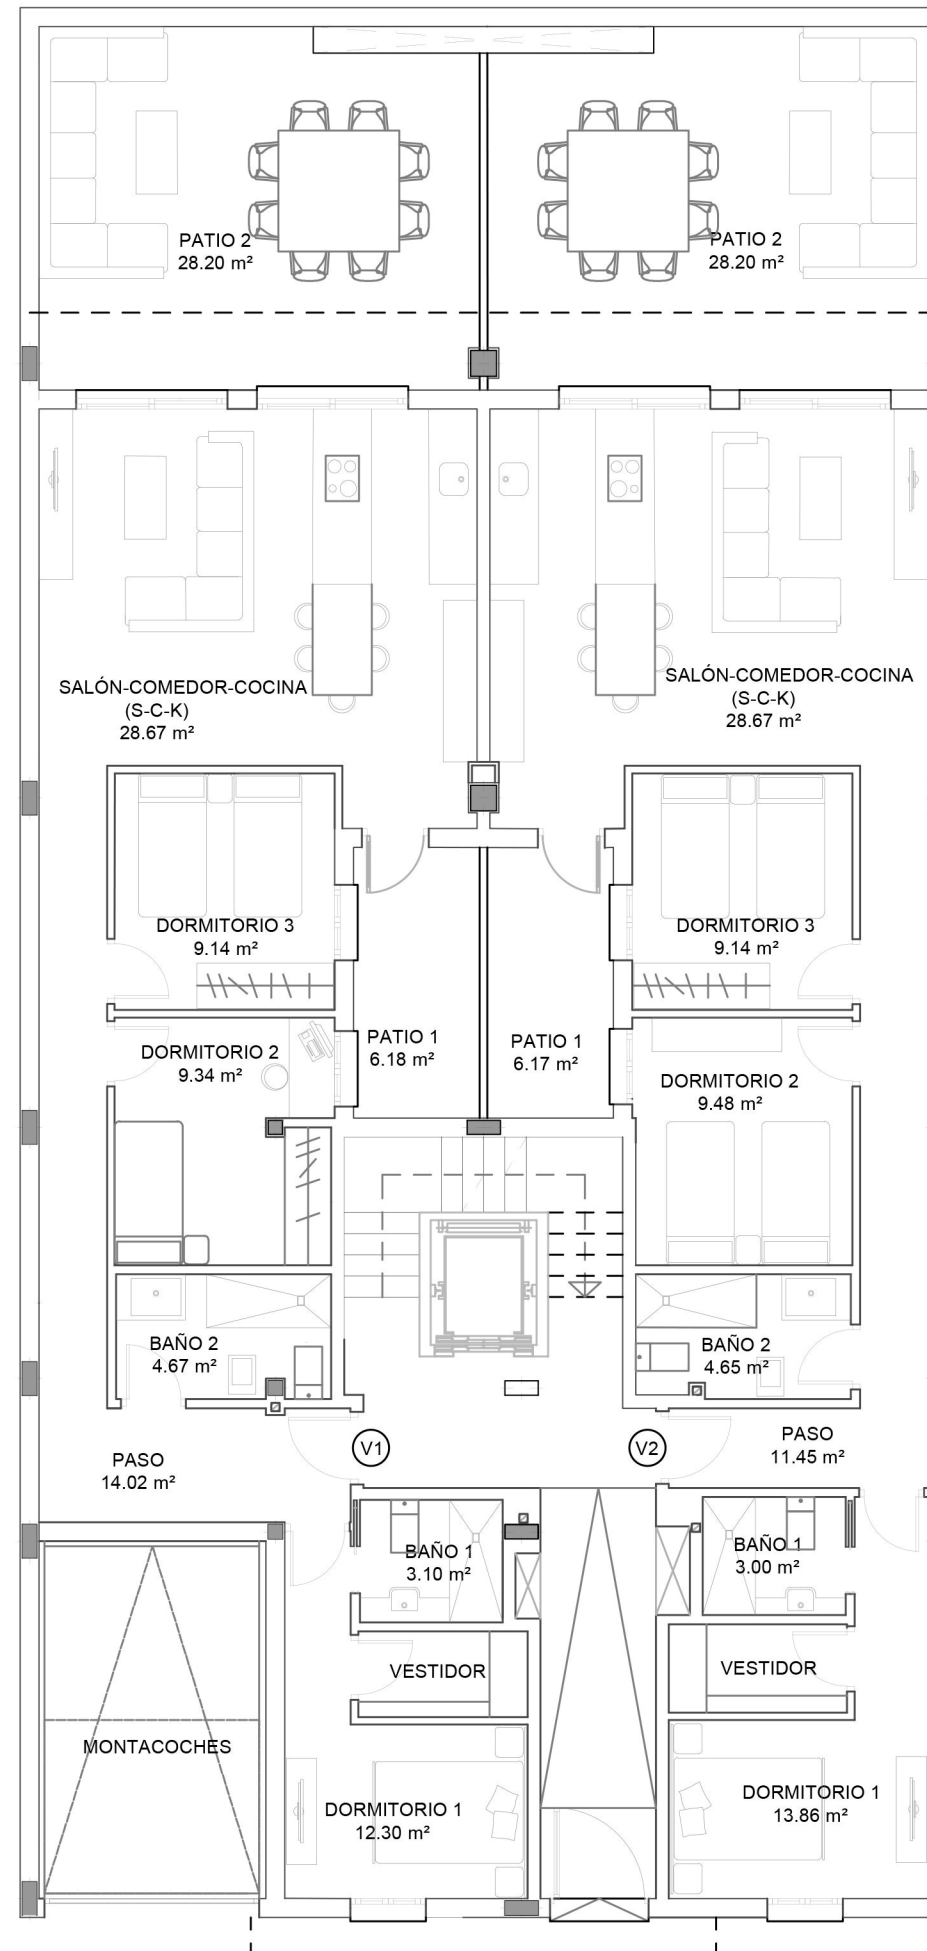 PATIO 2
28.20 m²
PATIO 2
28.20 m²
SALÓN-COMEDOR-COCINA
(S-C-K)
28.67 m²
SALÓN-COMEDOR-COCINA
(S-C-K)
28.67 m²
DORMITORIO 3
9.14 m²
DORMITORIO 3
9.14 m²
PATIO 1
6.18 m²
PATIO 1
6.17 m²
DORMITORIO 2
9.34 m²
DORMITORIO 2
9.48 m²
BAÑO 2
4.67 m²
BAÑO 2
4.65 m²
V1
V2
PASO
14.02 m²
PASO
11.45 m²
BAÑO 1
3.10 m²
BAÑO 1
3.00 m²
VESTIDOR
VESTIDOR
MONTACOCHES
DORMITORIO 1
12.30 m²
DORMITORIO 1
13.86 m²